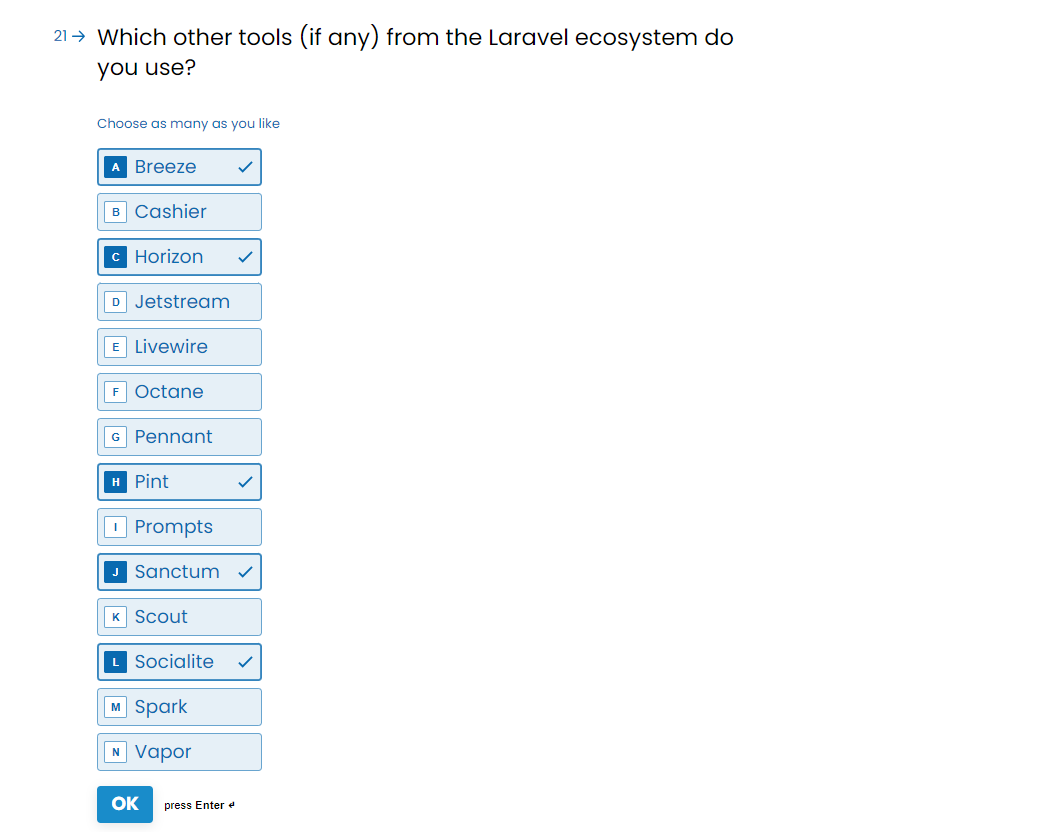 21 → Which other tools (if any) from the Laravel ecosystem do
you use?
Choose as many as you like
A Breeze ✓
B Cashier
C Horizon ✓
D Jetstream
E Livewire
F Octane
G Pennant
H Pint ✓
I Prompts
J Sanctum ✓
K Scout
L Socialite ✓
M Spark
N Vapor
OK press Enter ↵